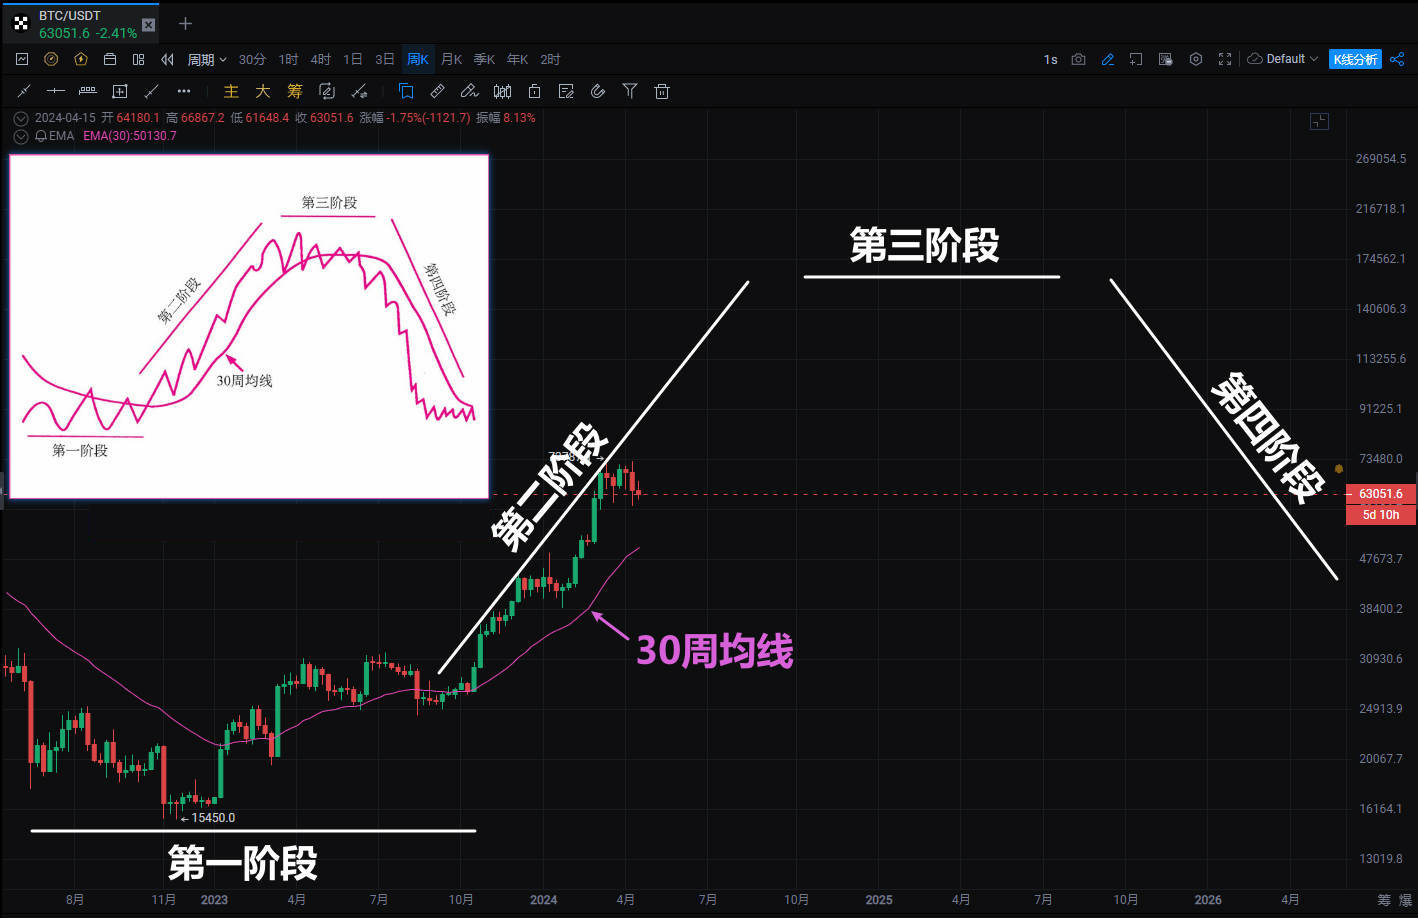 BTC/USDT
63051.6 -2.41%
周期 30分 1时 4时 1日 3日 周K 月K 季K 年K 2时 1s Default K线分析
主 大 筹
2024-04-15 开 64180.1 高 66867.2 低 61648.4 收 63051.6 涨幅 -1.75%(-1121.7) 振幅 8.13%
EMA EMA(30):50130.7
第三阶段
第二阶段
第四阶段
30周均线
第一阶段
第三阶段
第二阶段
第四阶段
30周均线
15450.0
第一阶段
269054.5
216718.1
174562.1
140606.3
113255.6
91225.1
73480.0
63051.6
5d 10h
47673.7
38400.2
30930.6
24913.9
20067.7
16164.1
13019.8
8月 11月 2023 4月 7月 10月 2024 4月 7月 10月 2025 4月 7月 10月 2026 4月 筹 爆